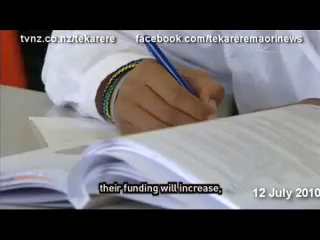 tvnz.co.nz/tekarere facebook.com/tekareremaorinews
their funding will increase,
12 July 2010